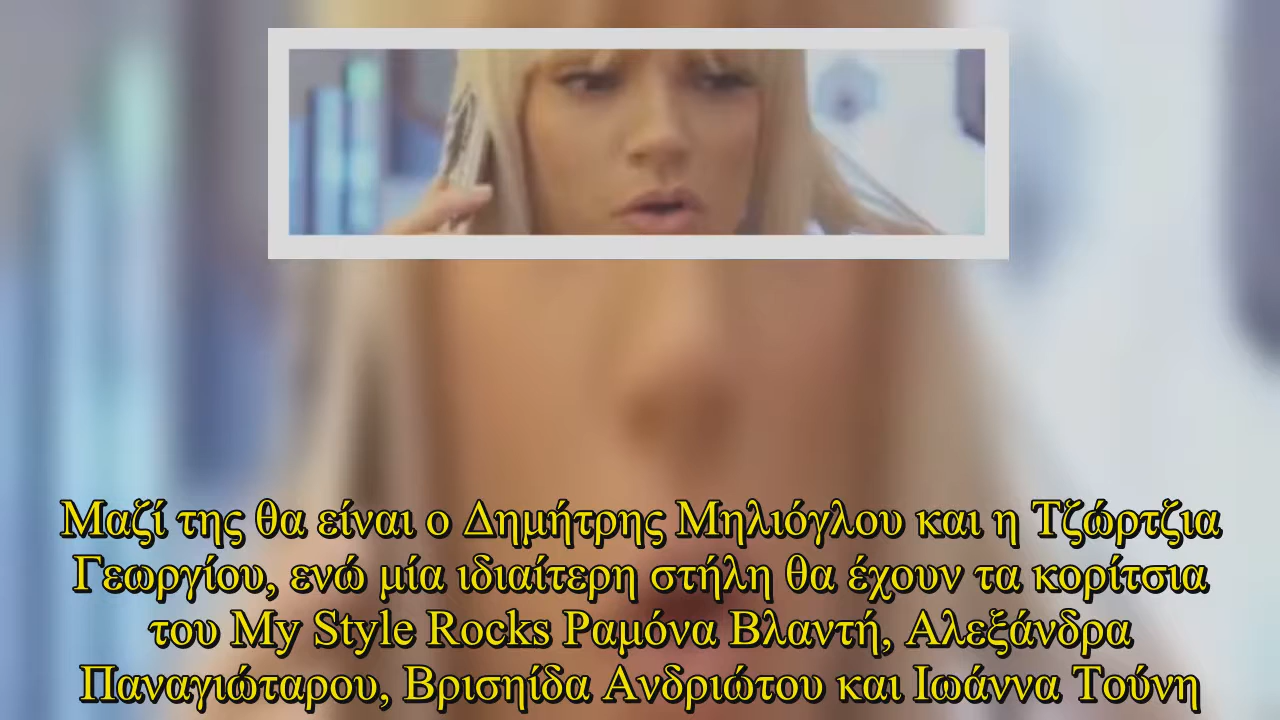 Μαζί της θα είναι ο Δημήτρης Μηλιόγλου και η Τζώρτζια
Γεωργίου, ενώ μία ιδιαίτερη στήλη θα έχουν τα κορίτσια
του My Style Rocks Ραμόνα Βλαντή, Αλεξάνδρα
Παναγιώταρου, Βρισηίδα Ανδριώτου και Ιωάννα Τούνη